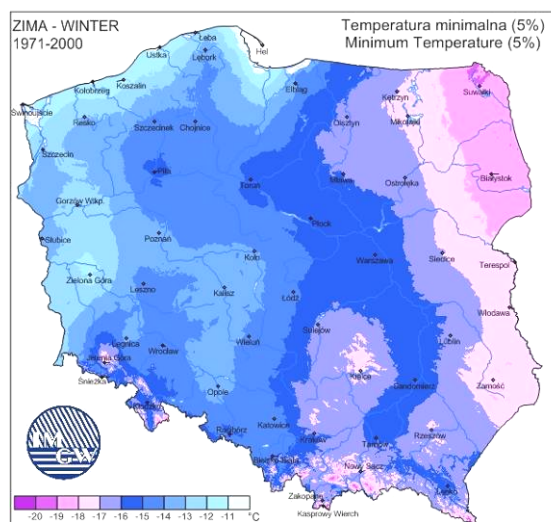 ZIMA - WINTER
1971-2000
Temperatura minimalna (5%)
Minimum Temperature (5%)
Łeba
Hel
Ustka
Lębork
Koszalin
Kołobrzeg
Elbląg
Kętrzyn
Suwałki
Świnoujście
Resko
Szczecinek
Chojnice
Olsztyn
Mikołajki
Szczecin
Piła
Toruń
Mława
Ostrołęka
Białystok
Gorzów Wlkp.
Płock
Słubice
Poznań
Koło
Warszawa
Siedlce
Terespol
Zielona Góra
Leszno
Kalisz
Łódź
Włodawa
Sulejów
Legnica
Wrocław
Wieluń
Lublin
Jelenia Góra
Śnieżka
Kielce
Sandomierz
Zamość
Kłodzko
Opole
Katowice
Racibórz
Kraków
Tarnów
Rzeszów
Bielsko-Biała
Nowy Sącz
Lesko
Zakopane
Kasprowy Wierch
IMGW
-20 -19 -18 -17 -16 -15 -14 -13 -12 -11 °C